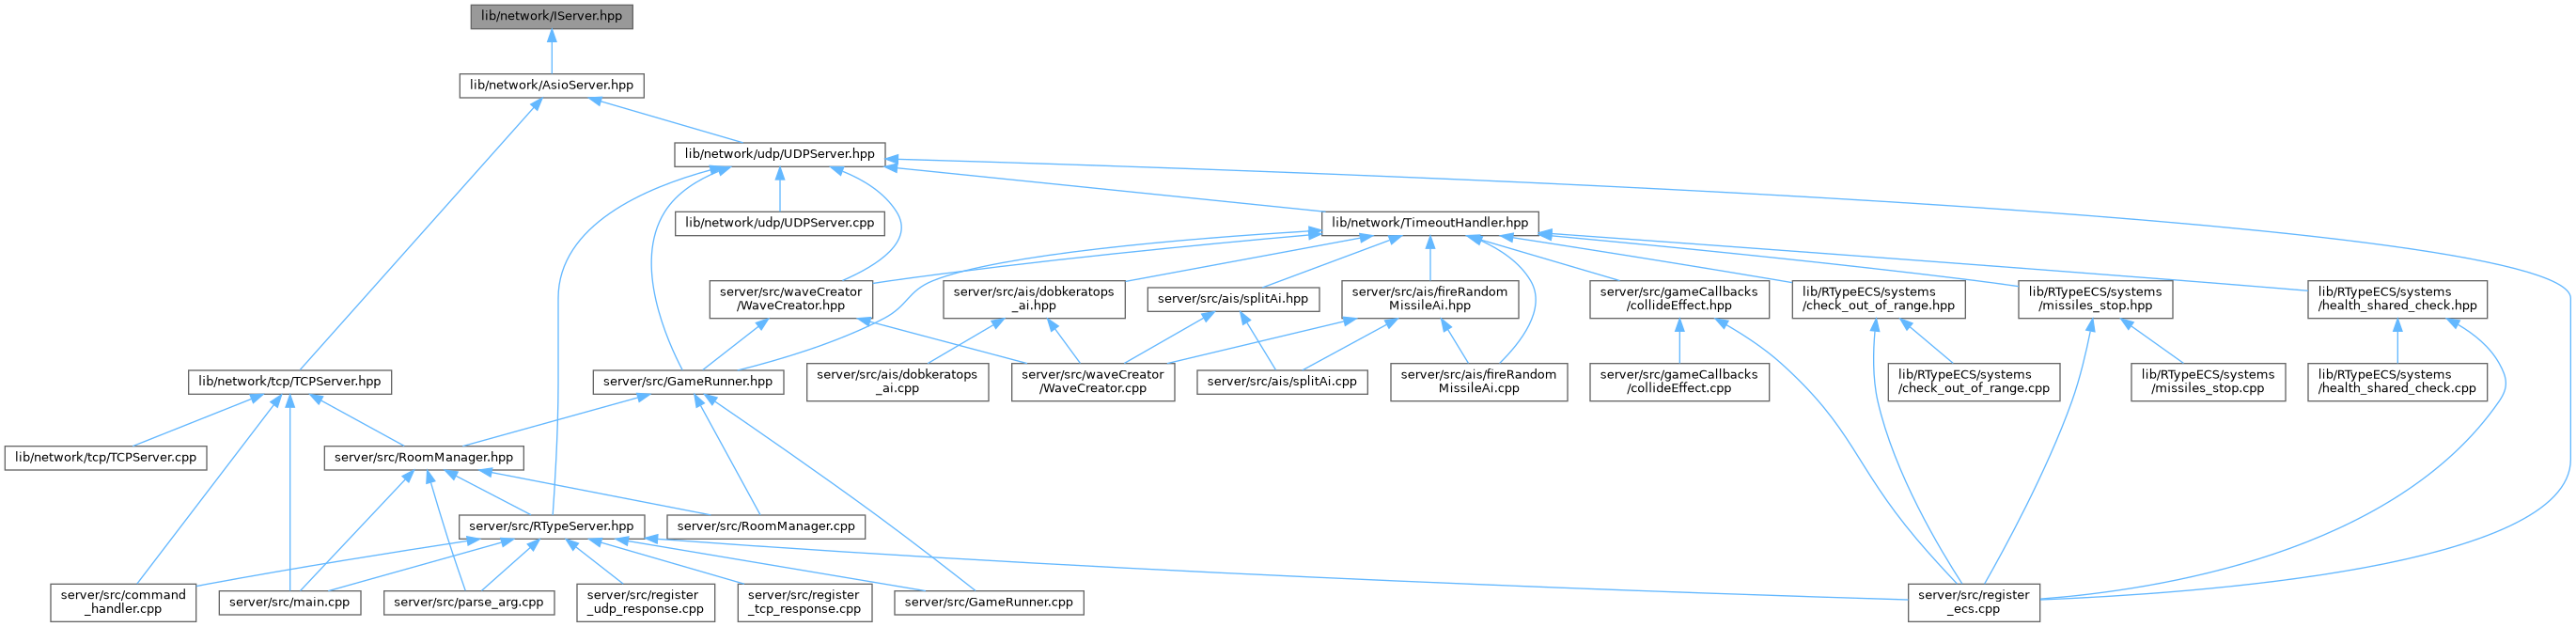 lib/network/IServer.hpp
lib/network/AsioServer.hpp
lib/network/udp/UDPServer.hpp
lib/network/udp/UDPServer.cpp
lib/network/TimeoutHandler.hpp
server/src/waveCreator
/WaveCreator.hpp
server/src/ais/dobkeratops
_ai.hpp
server/src/ais/splitAi.hpp
server/src/ais/fireRandom
MissileAi.hpp
server/src/gameCallbacks
/collideEffect.hpp
lib/RTypeECS/systems
/check_out_of_range.hpp
lib/RTypeECS/systems
/missiles_stop.hpp
lib/RTypeECS/systems
/health_shared_check.hpp
lib/network/tcp/TCPServer.hpp
server/src/GameRunner.hpp
server/src/ais/dobkeratops
_ai.cpp
server/src/waveCreator
/WaveCreator.cpp
server/src/ais/splitAi.cpp
server/src/ais/fireRandom
MissileAi.cpp
server/src/gameCallbacks
/collideEffect.cpp
lib/RTypeECS/systems
/check_out_of_range.cpp
lib/RTypeECS/systems
/missiles_stop.cpp
lib/RTypeECS/systems
/health_shared_check.cpp
lib/network/tcp/TCPServer.cpp
server/src/RoomManager.hpp
server/src/RTypeServer.hpp
server/src/RoomManager.cpp
server/src/command
_handler.cpp
server/src/main.cpp
server/src/parse_arg.cpp
server/src/register
_udp_response.cpp
server/src/register
_tcp_response.cpp
server/src/GameRunner.cpp
server/src/register
_ecs.cpp